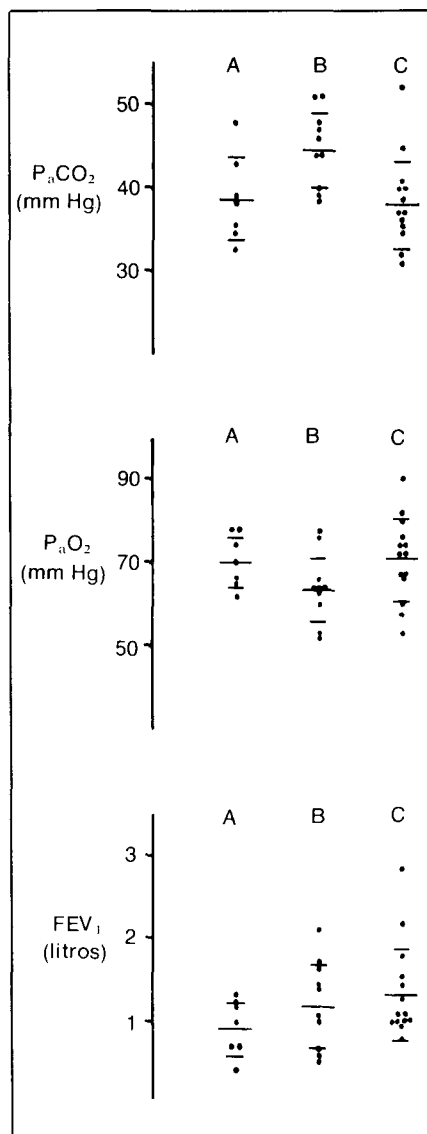 A B C
50
PaCO₂
(mm Hg)
40
30
A B C
90
PaO₂
(mm Hg)
70
50
A B C
3
FEV₁
(litros)
2
1